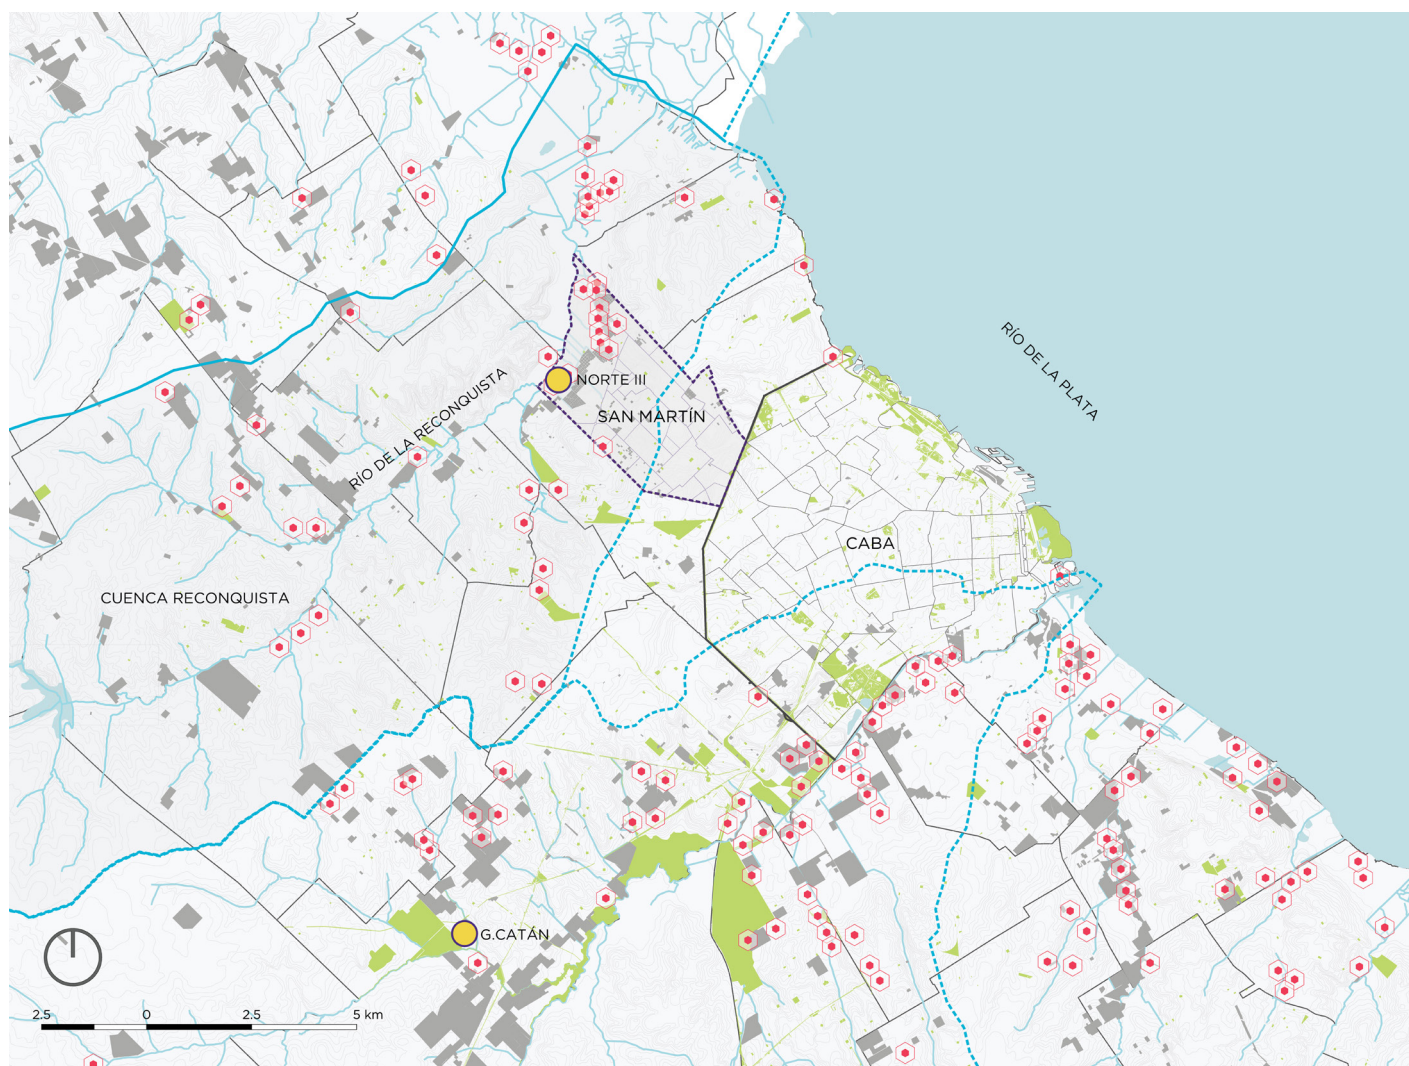 RÍO DE LA PLATA
NORTE III
RÍO DE LA RECONQUISTA
SAN MARTÍN
CABA
CUENCA RECONQUISTA
G.CATÁN
2.5 0 2.5 5 km